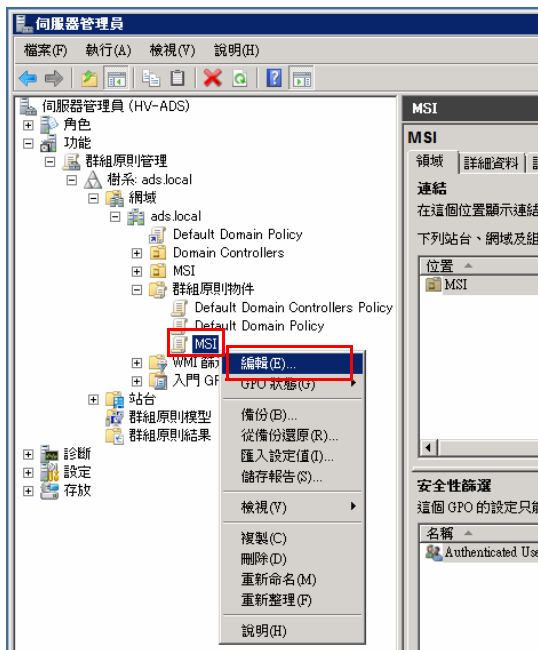 伺服器管理員
檔案(F) 執行(A) 檢視(V) 說明(H)
伺服器管理員 (HV-ADS)
角色
功能
群組原則管理
樹系: ads.local
網域
ads.local
Default Domain Policy
Domain Controllers
MSI
群組原則物件
Default Domain Controllers Policy
Default Domain Policy
MSI
WMI 篩
入門 GP
站台
群組原則模型
群組原則結果
診斷
設定
存放
編輯(E)...
GPO 狀態(G)
備份(B)...
從備份還原(R)...
匯入設定值(I)...
儲存報告(S)...
檢視(V)
複製(C)
刪除(D)
重新命名(M)
重新整理(F)
說明(H)
MSI
MSI
領域 詳細資料
連結
在這個位置顯示連結
下列站台、網域及組
位置
MSI
安全性篩選
這個 GPO 的設定只能
名稱
Authenticated Use